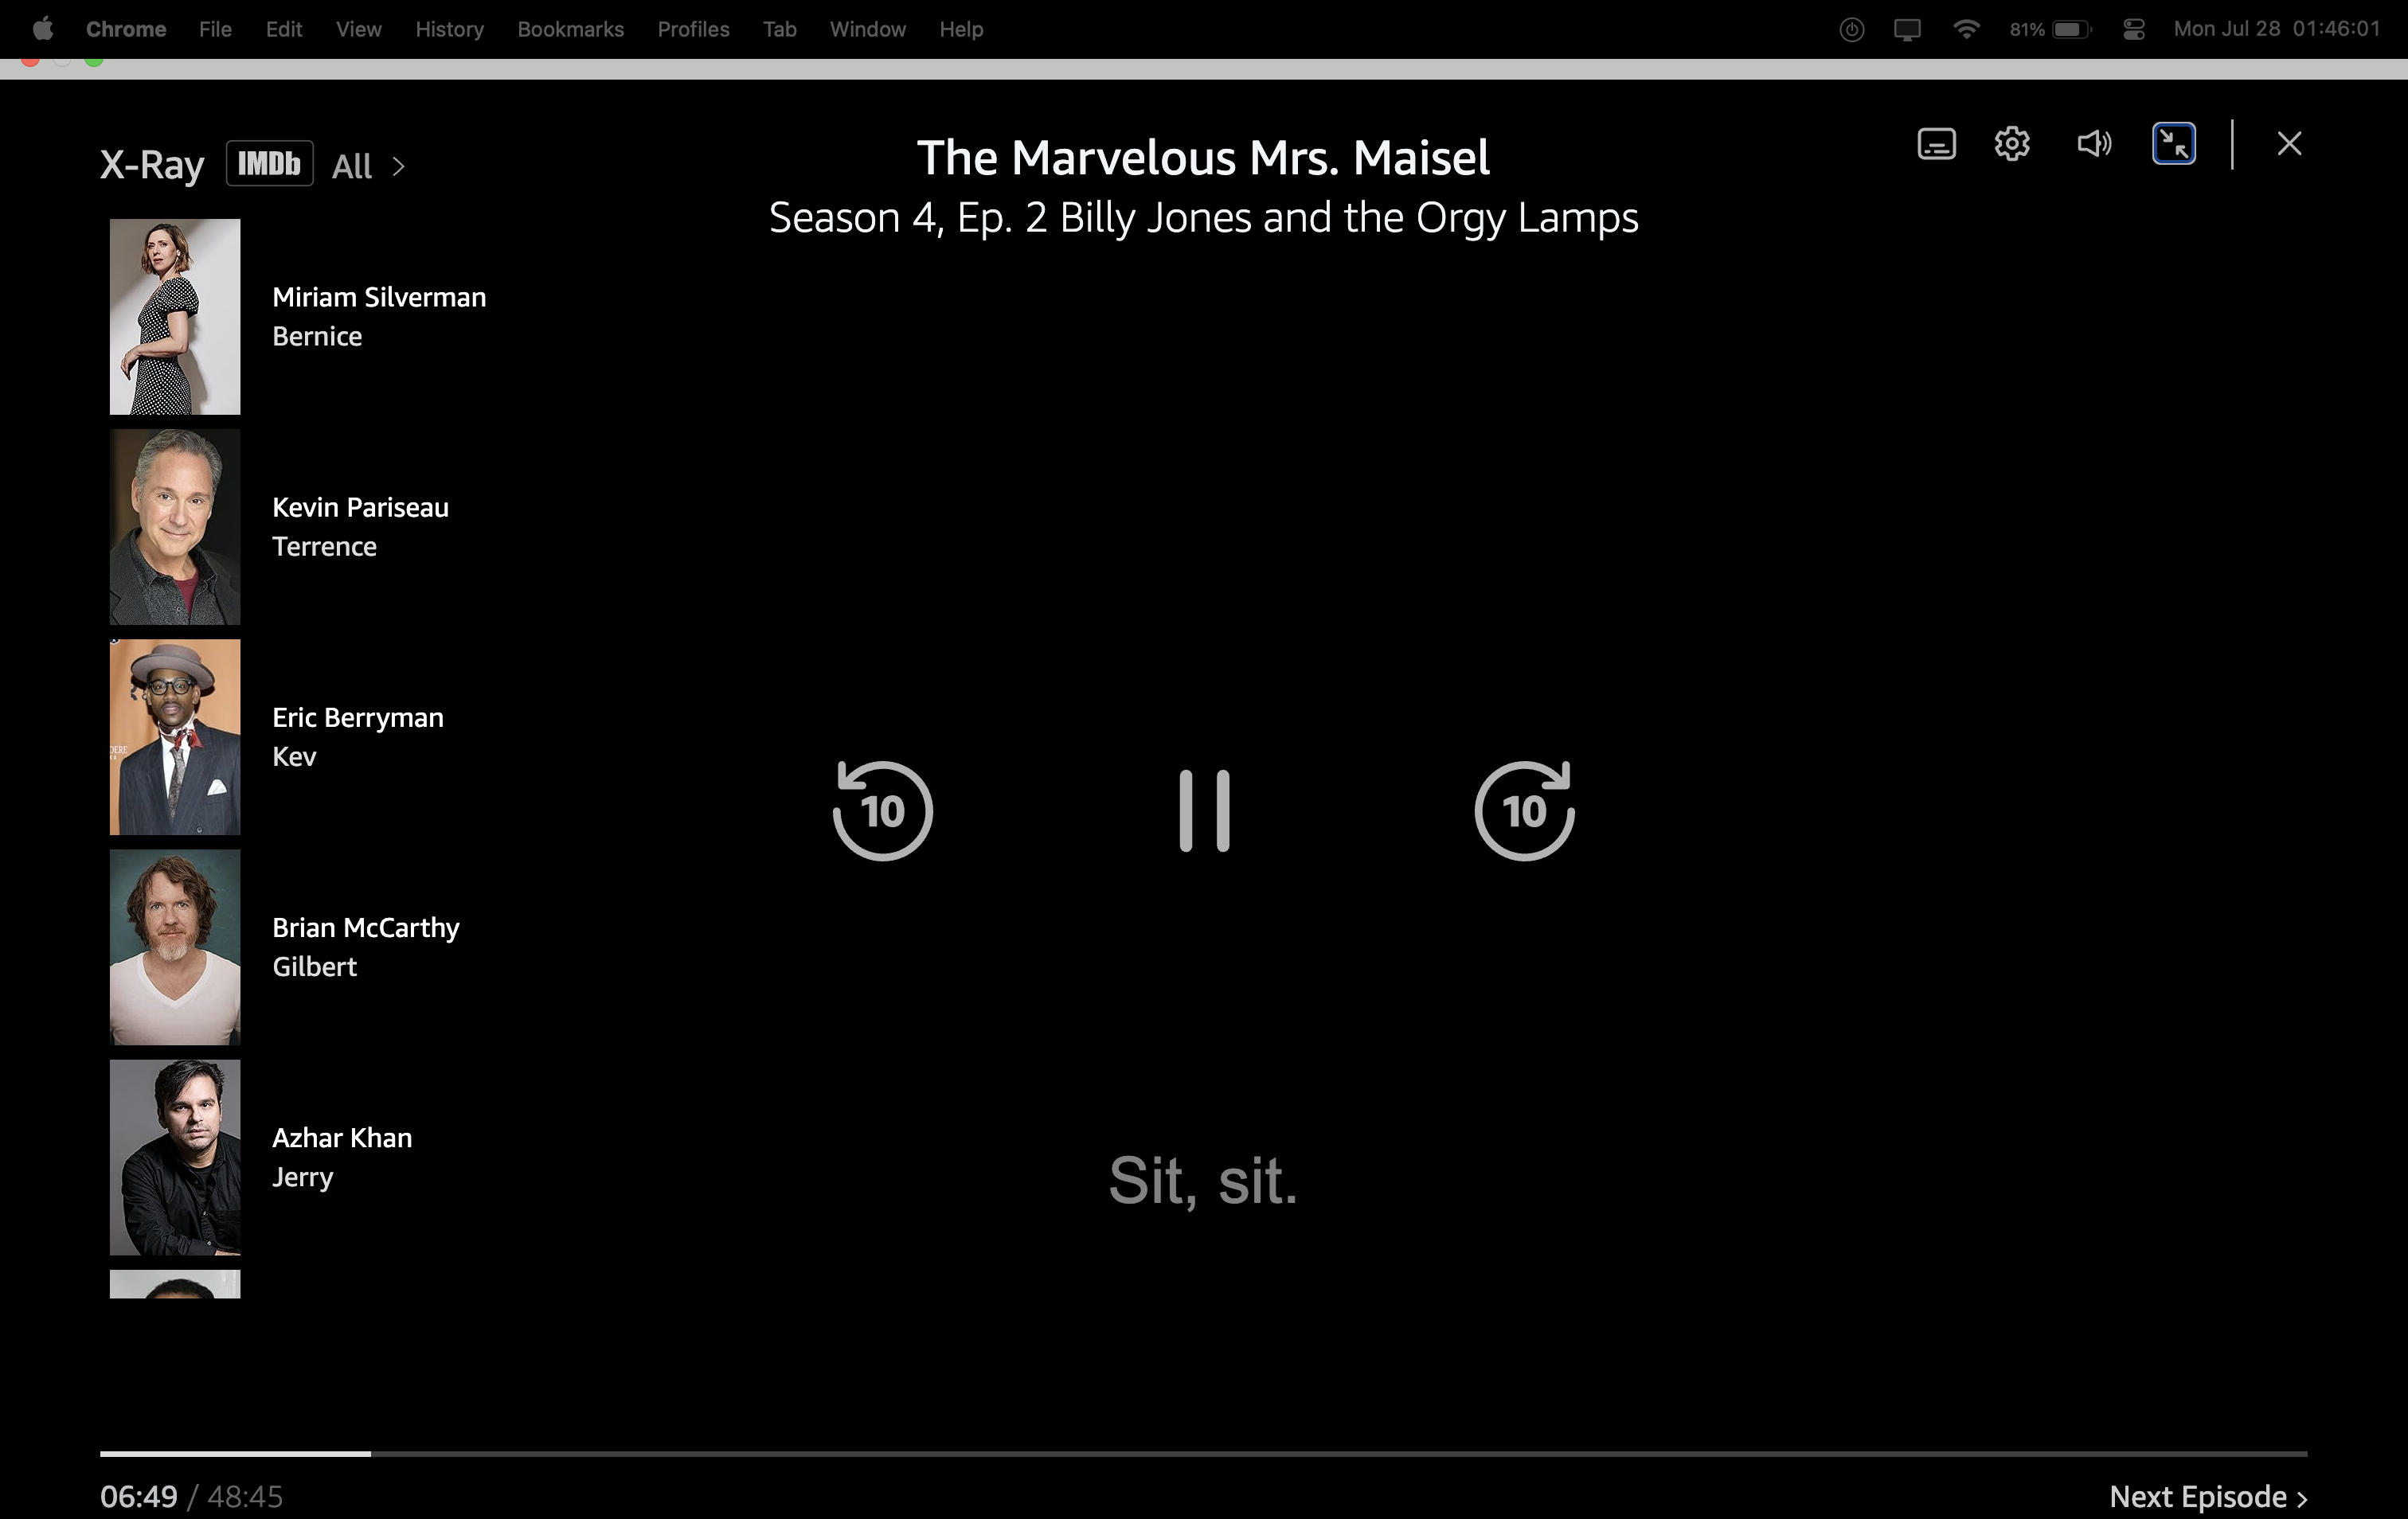 Chrome File Edit View History Bookmarks Profiles Tab Window Help 81% Mon Jul 28 01:46:01
X-Ray IMDb All >
The Marvelous Mrs. Maisel
Season 4, Ep. 2 Billy Jones and the Orgy Lamps
Miriam Silverman
Bernice
Kevin Pariseau
Terrence
Eric Berryman
Kev
Brian McCarthy
Gilbert
Azhar Khan
Jerry
10
10
Sit, sit.
06:49 / 48:45
Next Episode >